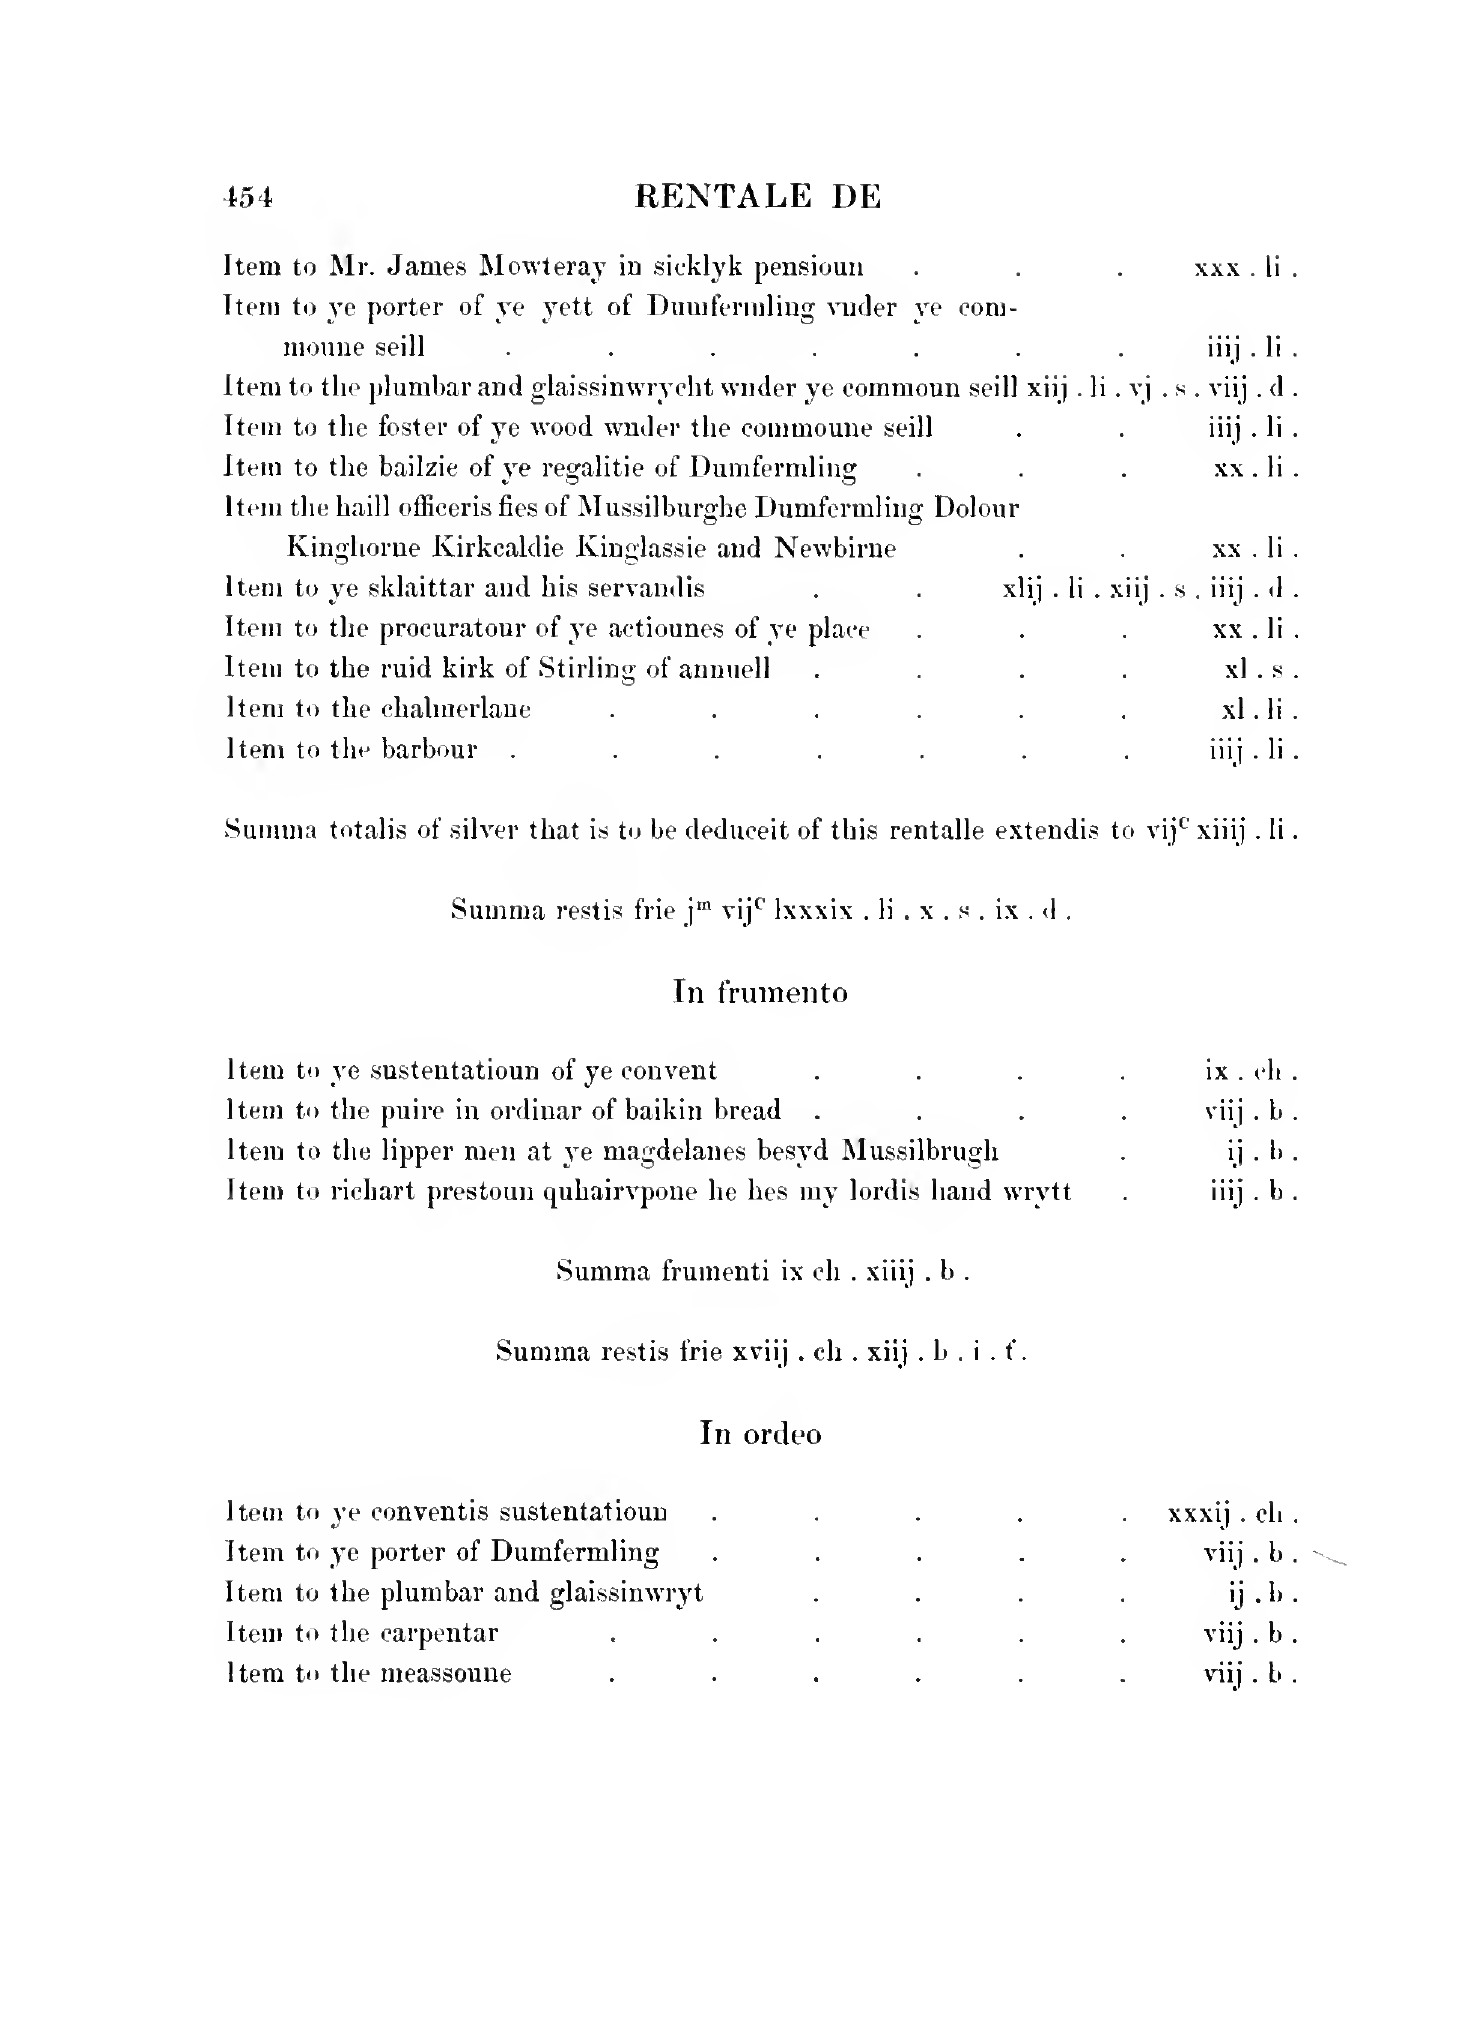 454 RENTALE DE
Item to Mr. James Mowteray in sicklyk pensioun . . . xxx . li .
Item to ye porter of ye yett of Dumfermling vnder ye com-
moune seill . . . . . . . iiij . li .
Item to the plumbar and glaissinwrycht wnder ye commoun seill xiij . li . vj . s . viij . d .
Item to the foster of ye wood wnder the commoune seill . . iiij . li .
Item to the bailzie of ye regalitie of Dumfermling . . . xx . li .
Item the haill officeris fies of Mussilburghe Dumfermling Dolour
Kinghorne Kirkcaldie Kinglassie and Newbirne . . xx . li .
Item to ye sklaittar and his servandis . . xlij . li . xiij . s . iiij . d .
Item to the procuratour of ye actiounes of ye place . . . xx . li .
Item to the ruid kirk of Stirling of annuell . . . . xl . s .
Item to the chalmerlane . . . . . . xl . li .
Item to the barbour . . . . . . . iiij . li .
Summa totalis of silver that is to be deduceit of this rentalle extendis to vijᶜ xiiij . li .
Summa restis frie jᵐ vijᶜ lxxxix . li . x . s . ix . d .
In frumento
Item to ye sustentatioun of ye convent . . . . ix . ch .
Item to the puire in ordinar of baikin bread . . . . viij . b .
Item to the lipper men at ye magdelanes besyd Mussilbrugh . ij . b .
Item to richart prestoun quhairvpone he hes my lordis hand wrytt . iiij . b .
Summa frumenti ix ch . xiiij . b .
Summa restis frie xviij . ch . xiij . b . i . f .
In ordeo
Item to ye conventis sustentatioun . . . . . xxxij . ch .
Item to ye porter of Dumfermling . . . . . viij . b .
Item to the plumbar and glaissinwryt . . . . ij . b .
Item to the carpentar . . . . . . viij . b .
Item to the meassoune . . . . . . viij . b .